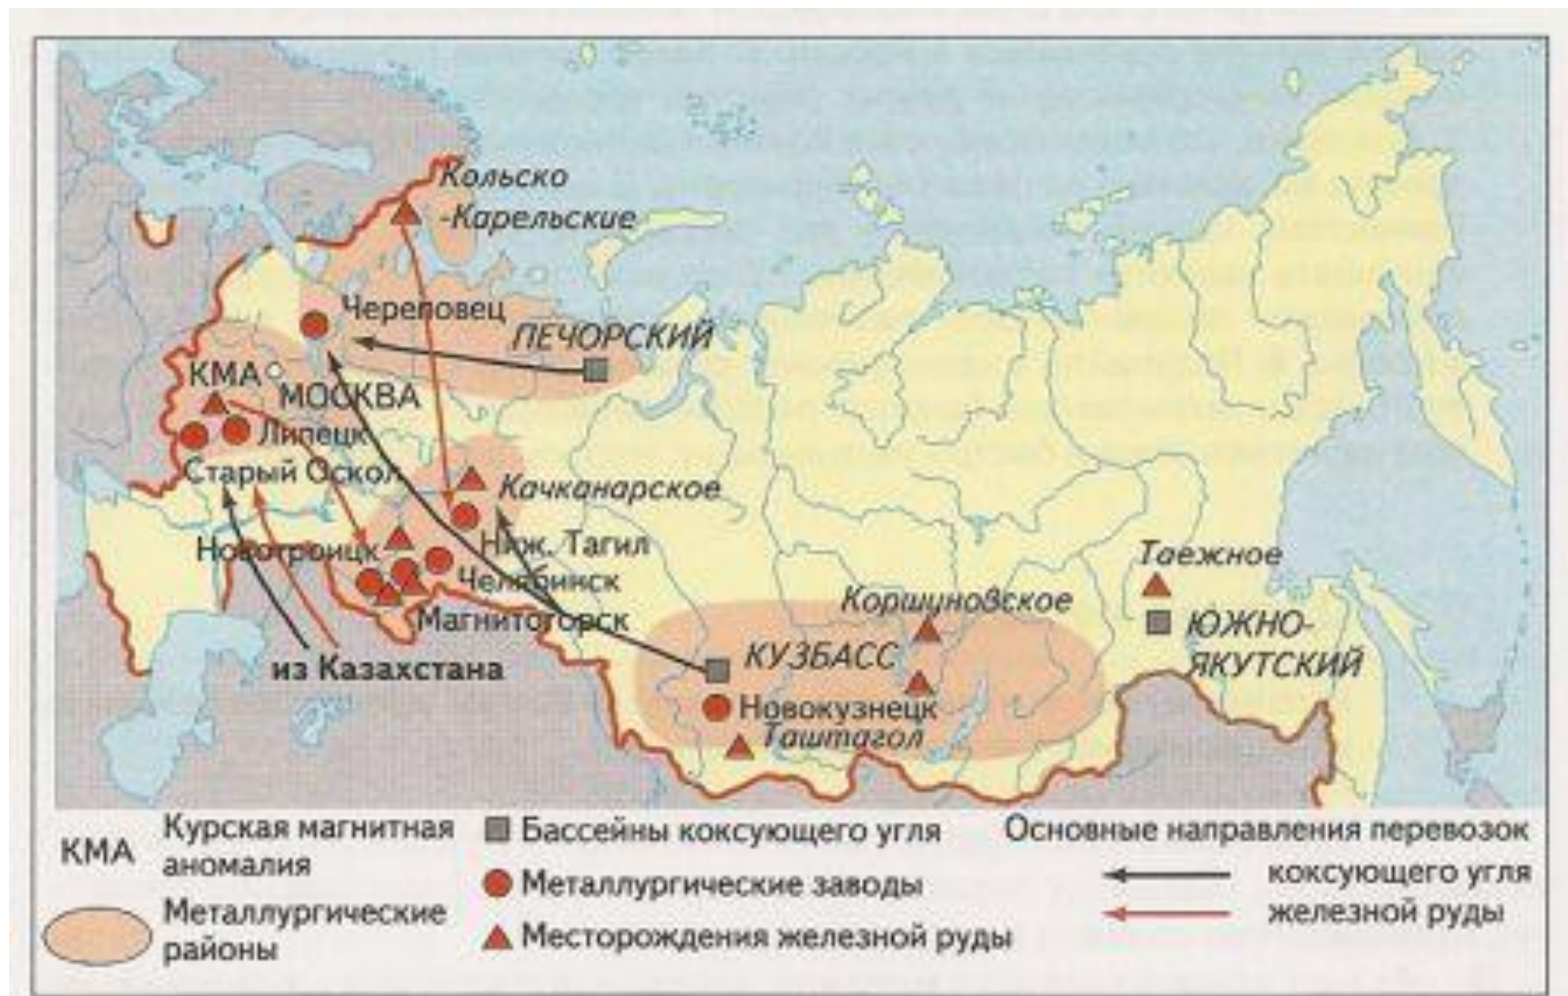 Кольско
-Карельские
Череповец
ПЕЧОРСКИЙ
КМА
МОСКВА
Липецк
Старый Оскол
Качканарское
Новотроицк
Ниж. Тагил
Челябинск
Магнитогорск
из Казахстана
Таежное
Коршуновское
ЮЖНО-
ЯКУТСКИЙ
КУЗБАСС
Новокузнецк
Таштагол
КМА
Курская магнитная
аномалия
Металлургические
районы
Бассейны коксующего угля
Металлургические заводы
Месторождения железной руды
Основные направления перевозок
коксующего угля
железной руды